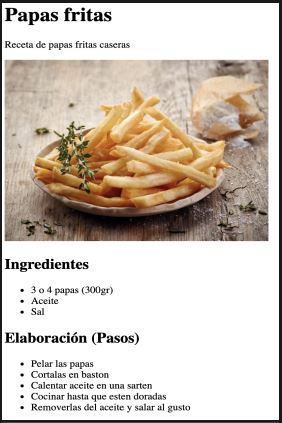 Papas fritas
Receta de papas fritas caseras
Ingredientes
3 o 4 papas (300gr)
Aceite
Sal
Elaboración (Pasos)
Pelar las papas
Cortalas en baston
Calentar aceite en una sarten
Cocinar hasta que esten doradas
Removerlas del aceite y salar al gusto